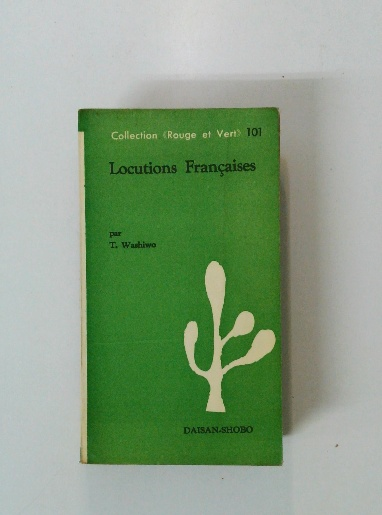 Collection《Rouge et Vert》101
Locutions Françaises
par
T. Washiwo
DAISAN-SHOBO